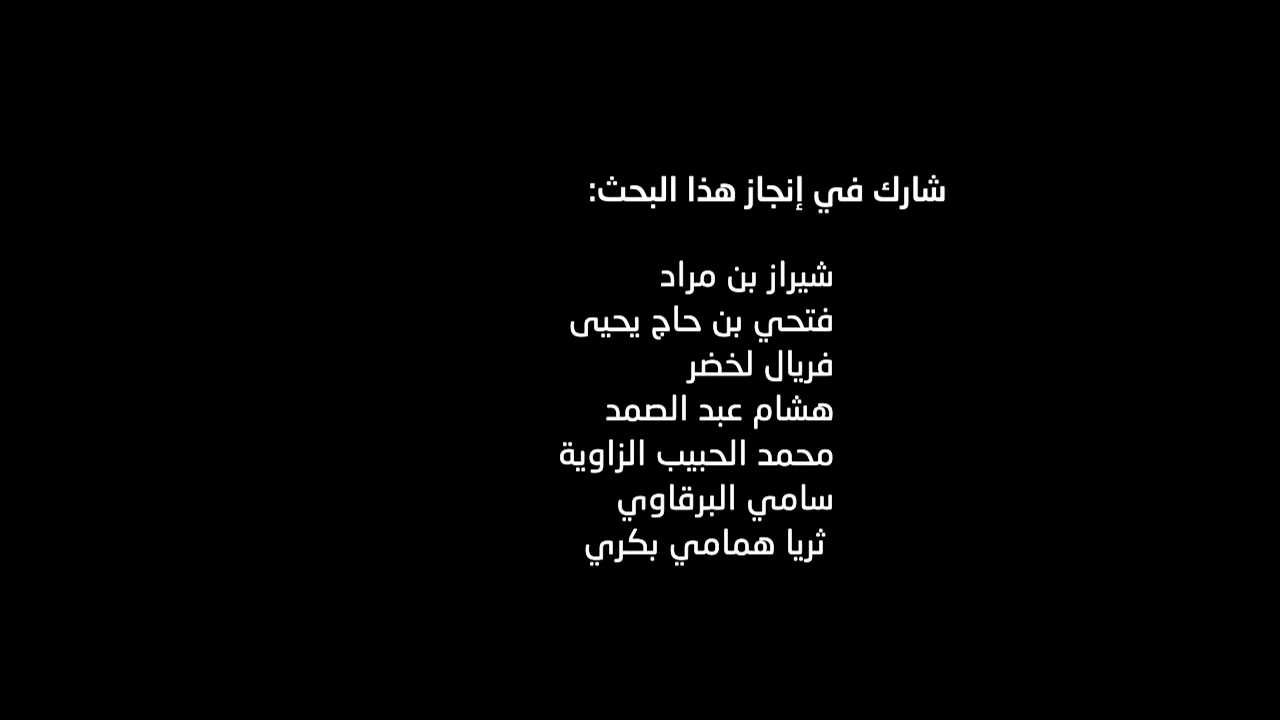 شارك في إنجاز هذا البحث:
شيراز بن مراد
فتحي بن حاج يحيى
فريال لخضر
هشام عبد الصمد
محمد الحبيب الزاوية
سامي البرقاوي
ثريا همامي بكري